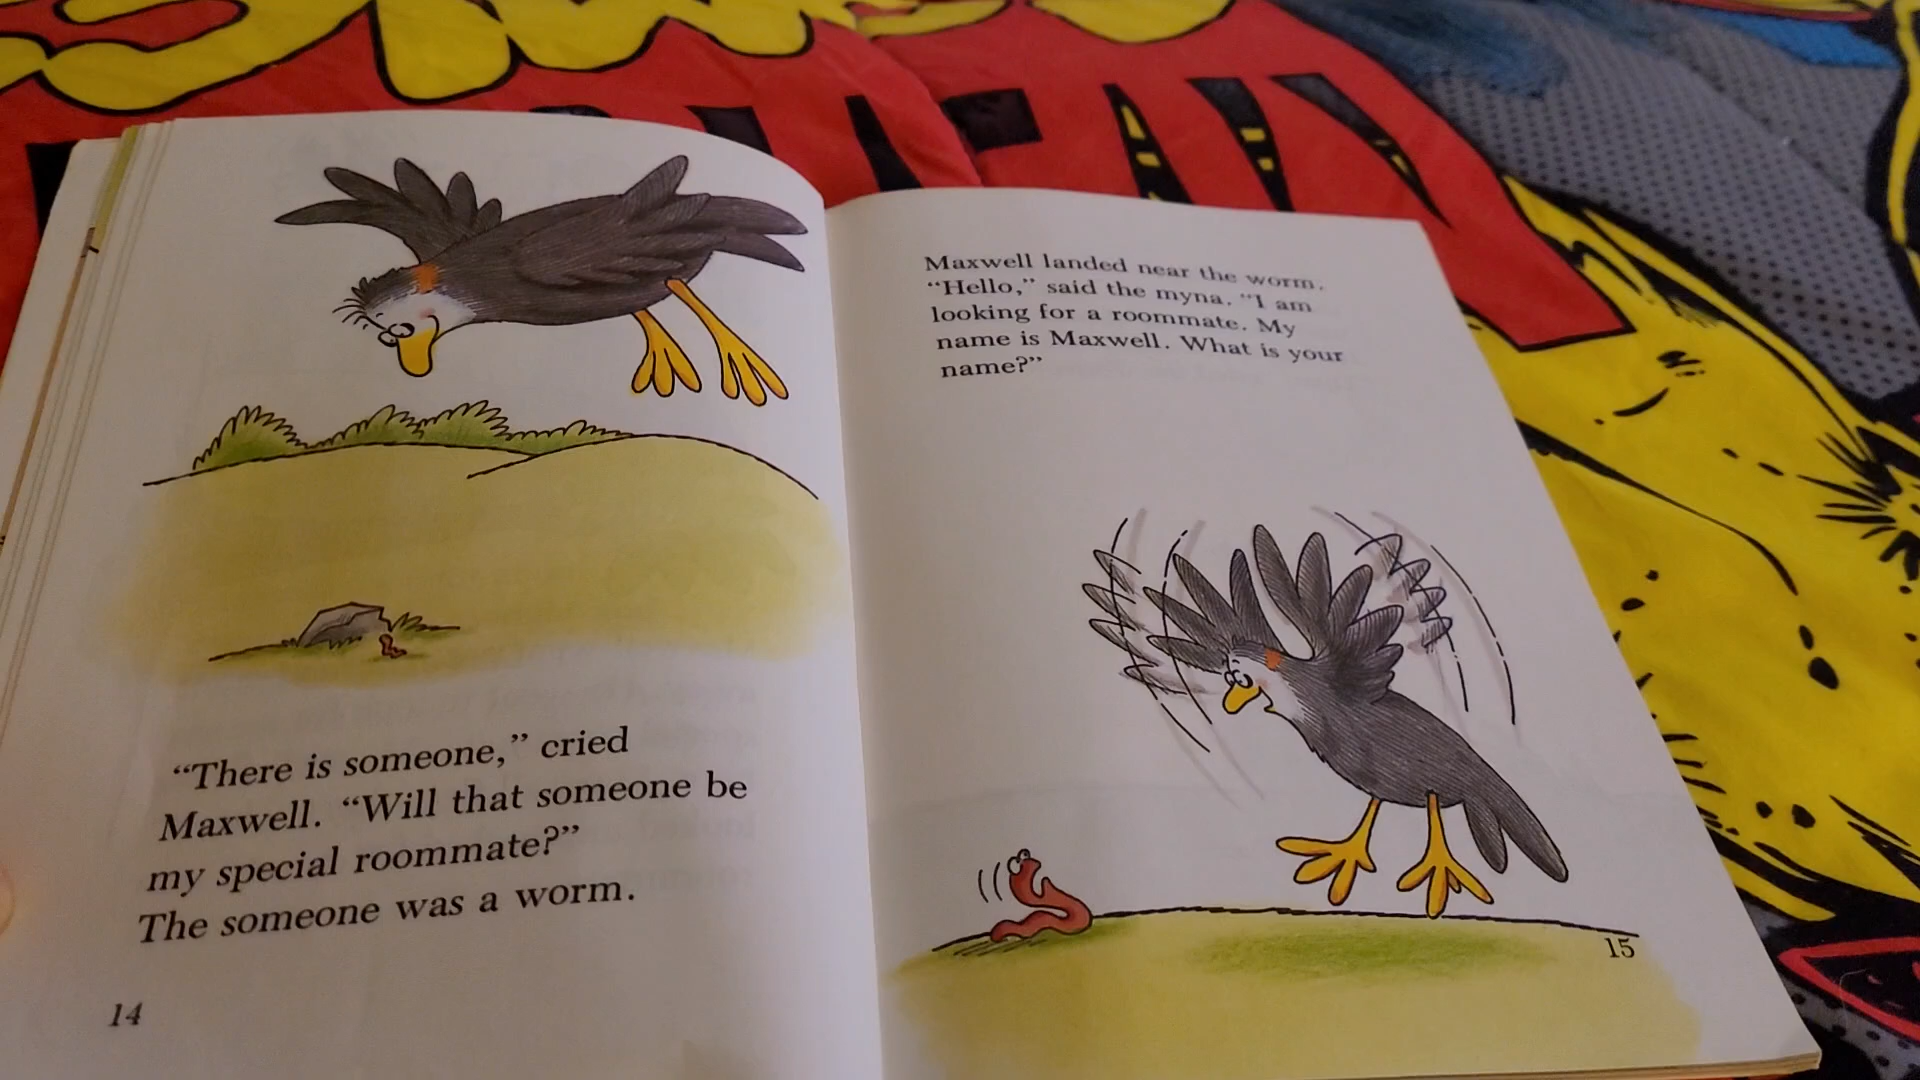 “There is someone,” cried
Maxwell. “Will that someone be
my special roommate?”
The someone was a worm.
14
Maxwell landed near the worm.
“Hello,” said the myna. “I am
looking for a roommate. My
name is Maxwell. What is your
name?”
15